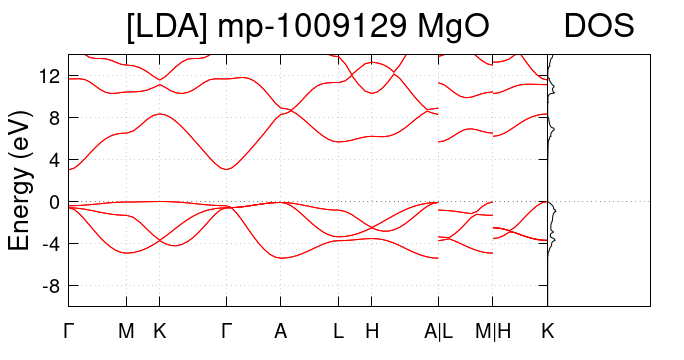 [LDA] mp-1009129 MgO DOS
Energy (eV)
12
8
4
0
-4
-8
Γ M K Γ A L H A|L M|H K